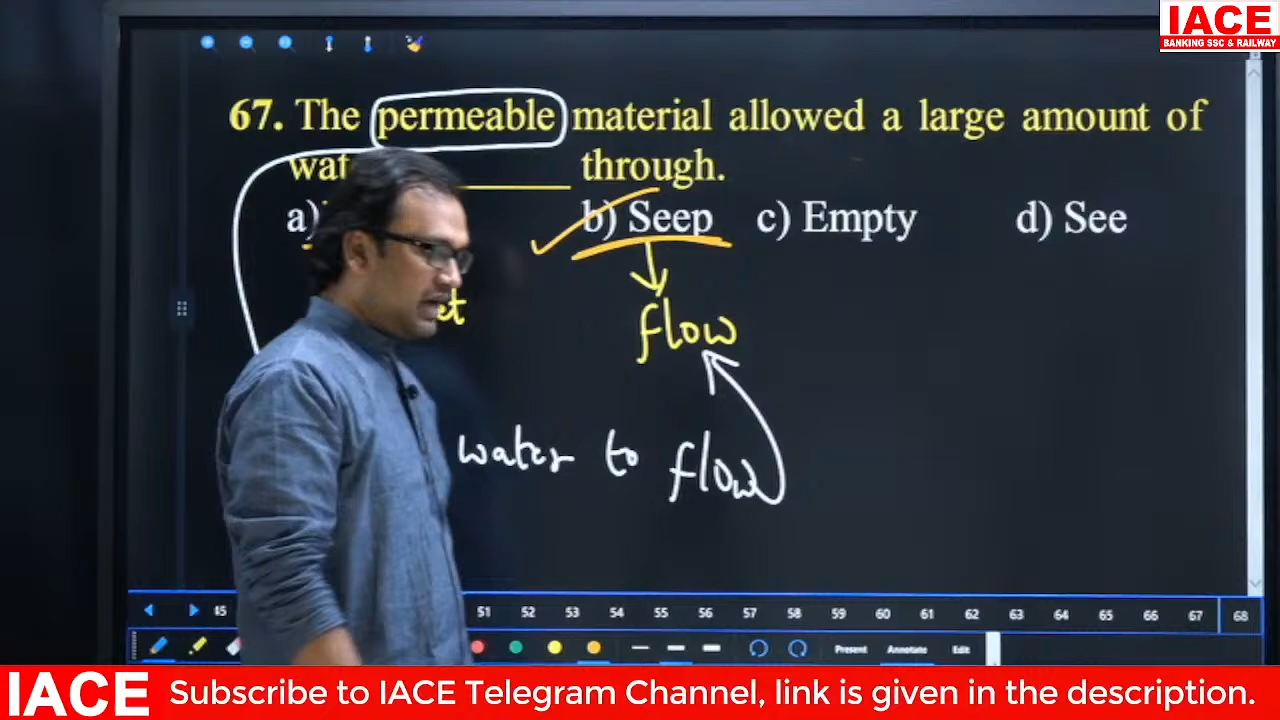 IACE
BANKING SSC & RAILWAY
67. The permeable material allowed a large amount of
wat ______ through.
a) b) Seep c) Empty d) See
et
flow
water to flow
51 52 53 54 55 56 57 58 59 60 61 62 63 64 65 66 67 68
Present Annotate Edit
IACE Subscribe to IACE Telegram Channel, link is given in the description.